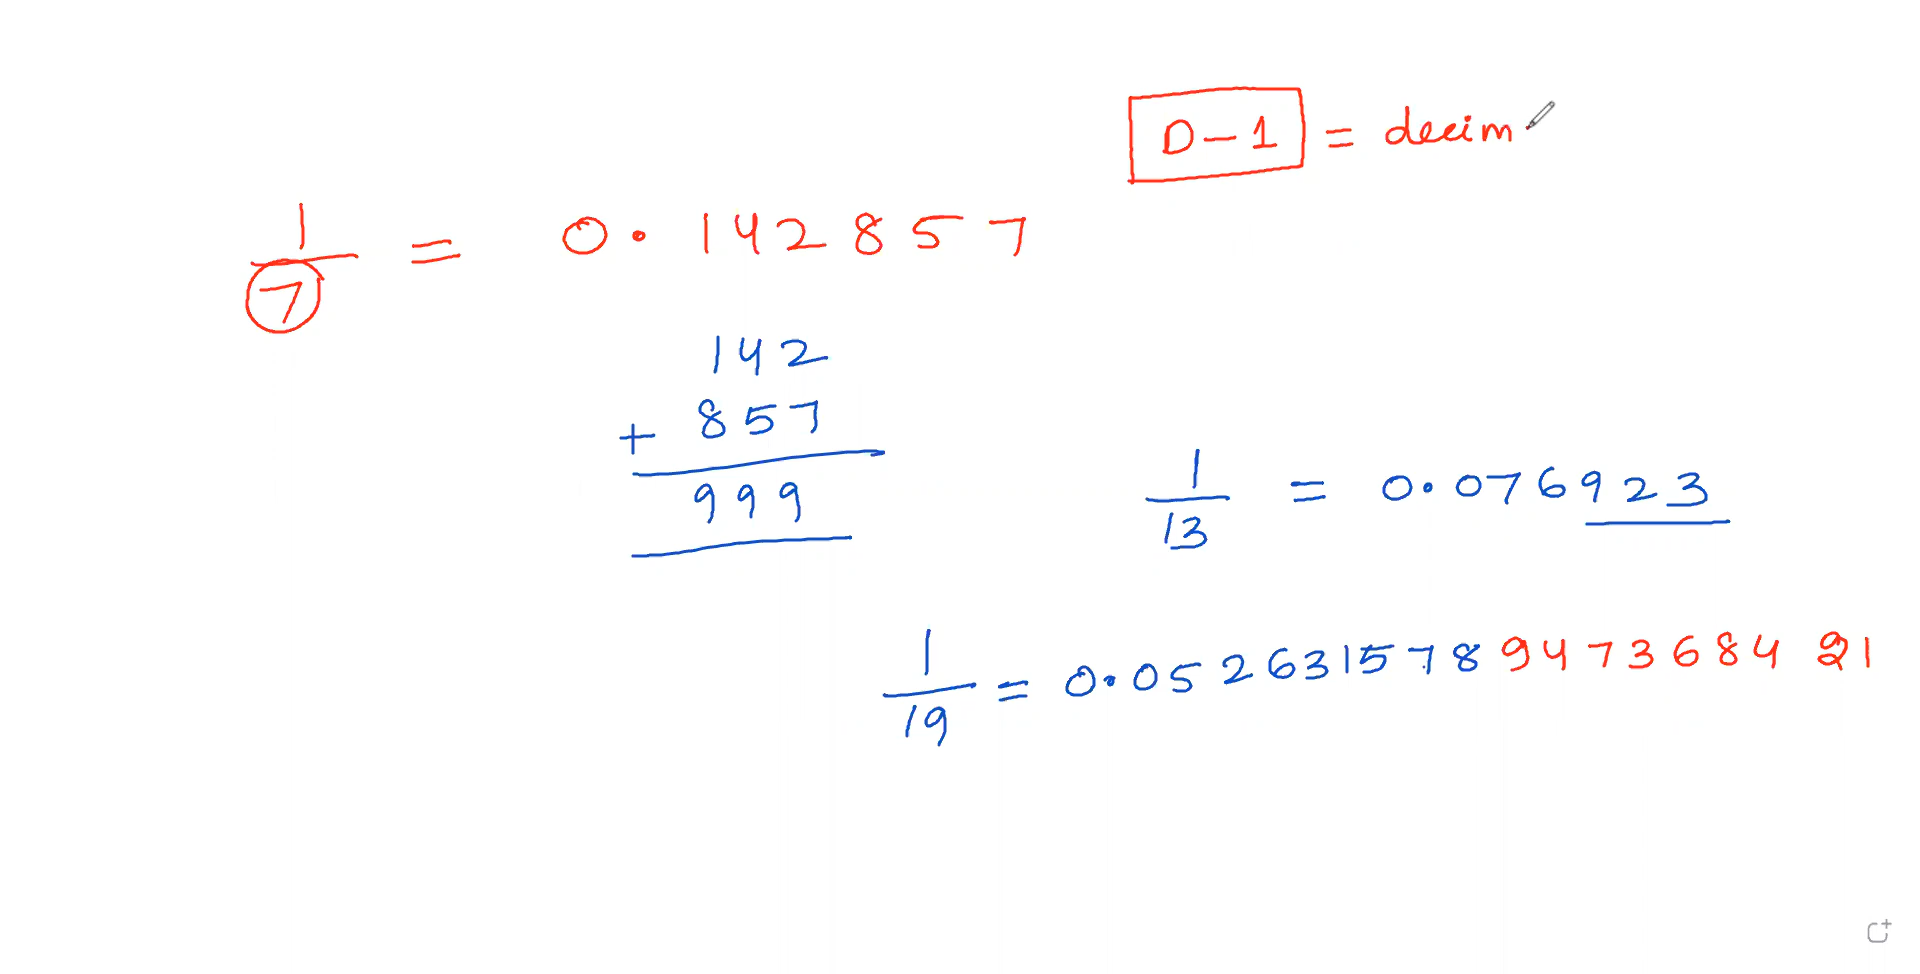 D-1 = decim
1/7 = 0.142857
142
+ 857
999
1/13 = 0.076923
1/19 = 0.052631578947368421